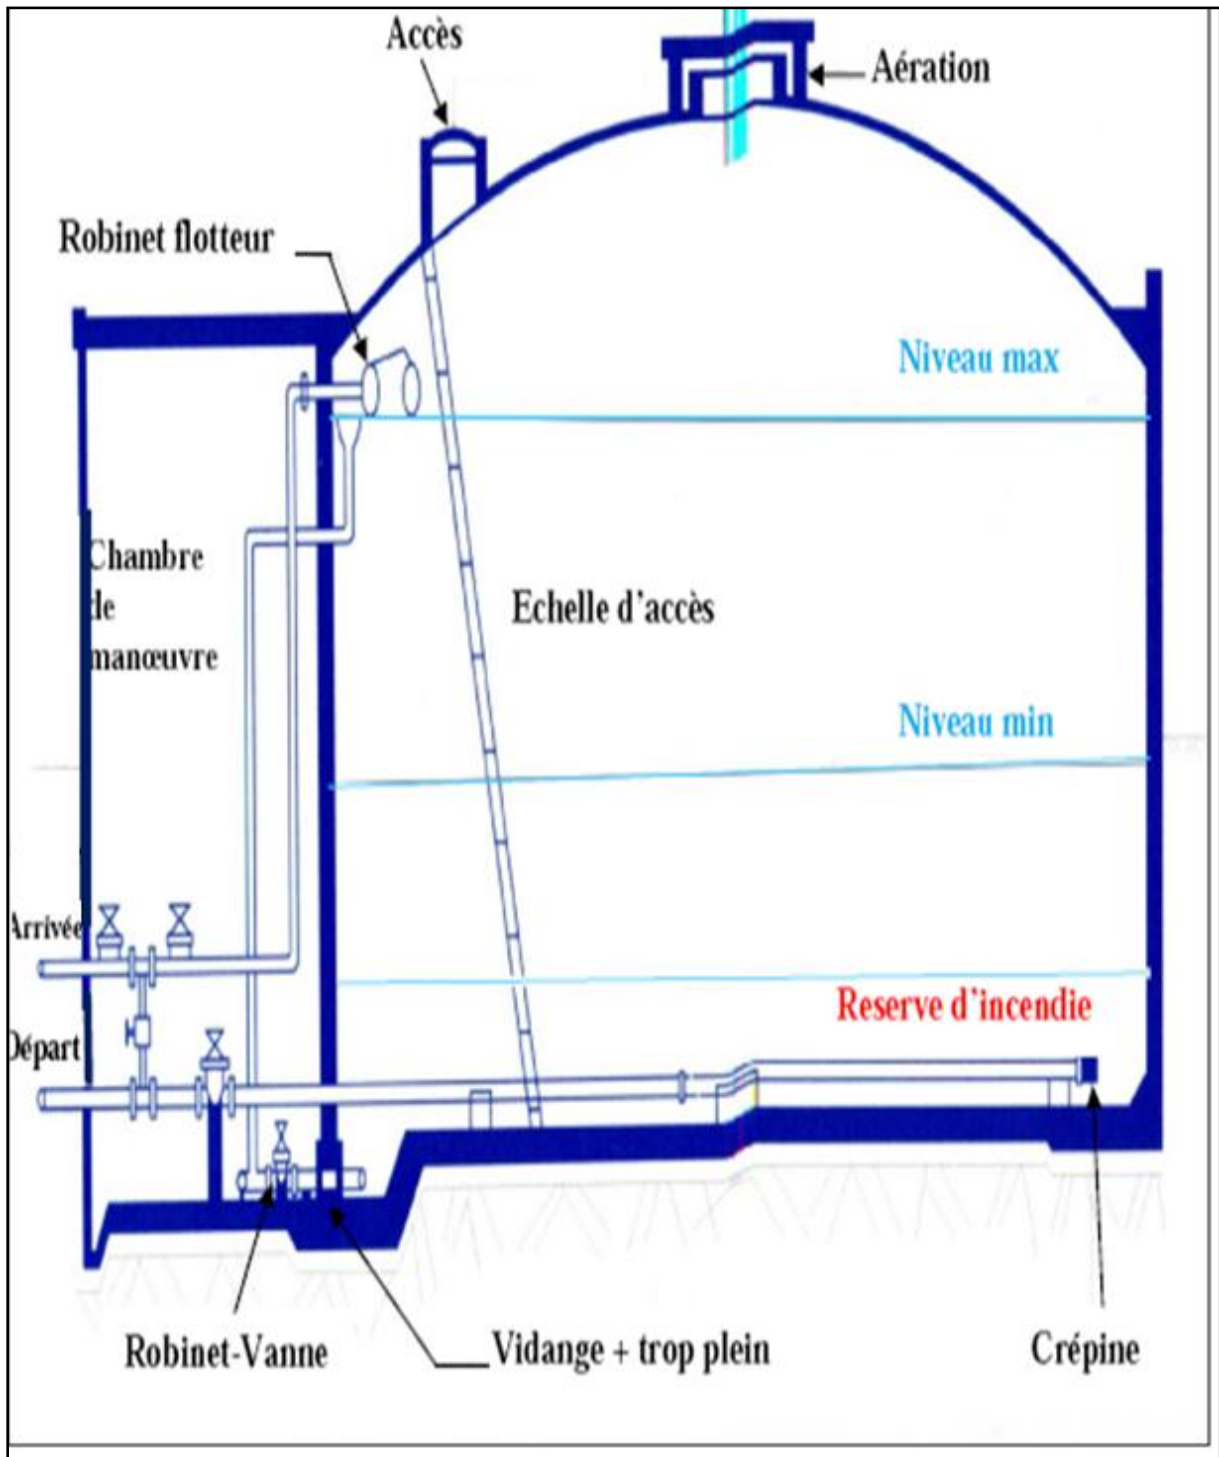 Accès
Aération
Robinet flotteur
Niveau max
Chambre
de
manœuvre
Echelle d'accès
Niveau min
Arrivée
Reserve d'incendie
Départ
Robinet-Vanne
Vidange + trop plein
Crépine